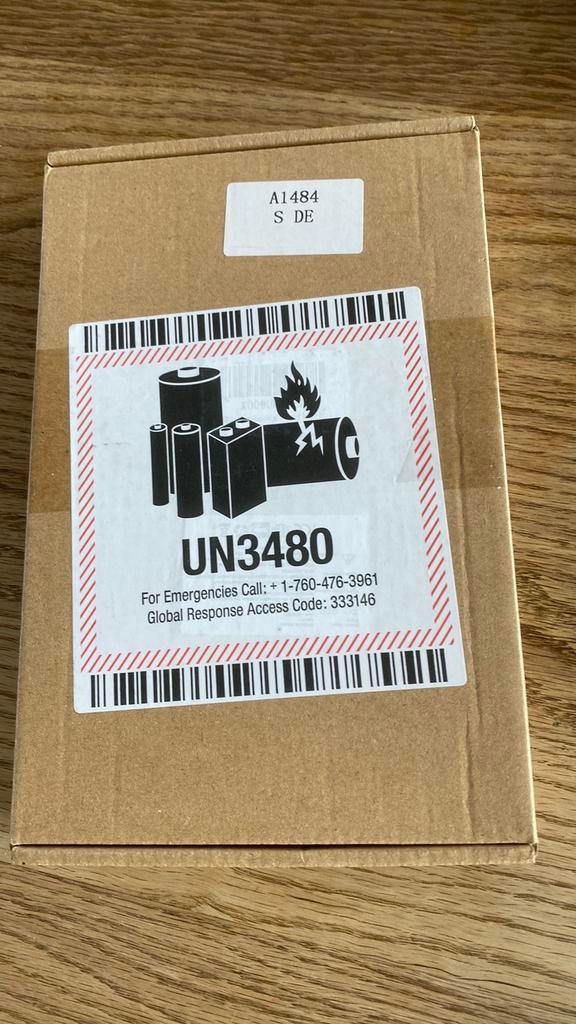 A1484
S DE
UN3480
For Emergencies Call: + 1-760-476-3961
Global Response Access Code: 333146